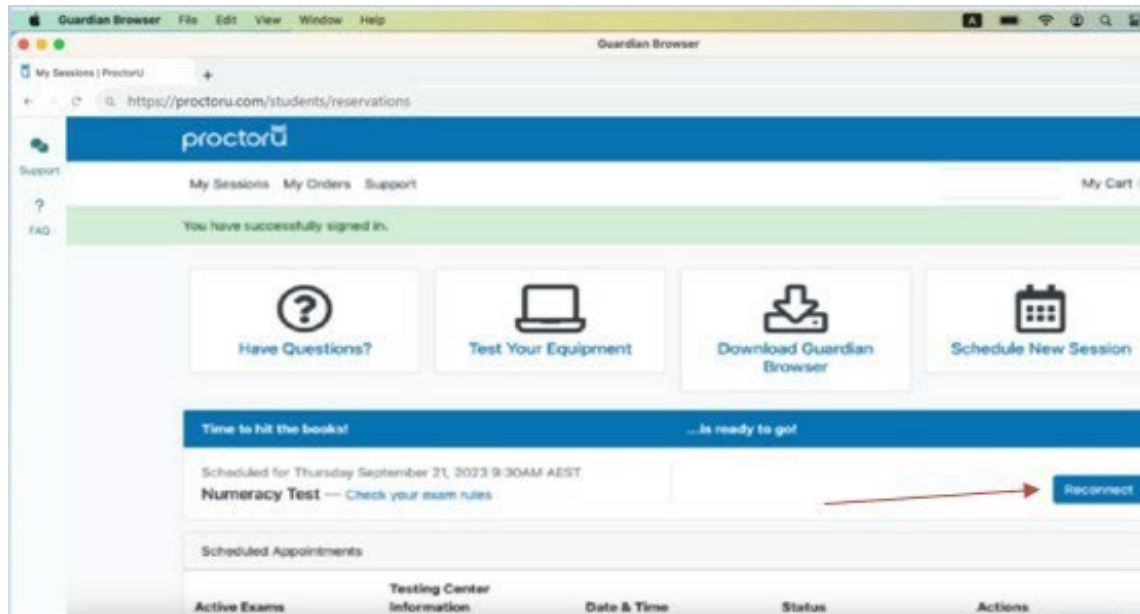 Guardian Browser File Edit View Window Help
Guardian Browser
My Sessions | ProctorU
https://proctoru.com/students/reservations
proctorU
Support
My Sessions My Orders Support
My Cart
?
FAQ
You have successfully signed in.
Have Questions?
Test Your Equipment
Download Guardian
Browser
Schedule New Session
Time to hit the books!
...is ready to go!
Scheduled for Thursday September 21, 2023 9:30AM AEST
Numeracy Test — Check your exam rules
Reconnect
Scheduled Appointments
Active Exams
Testing Center
Information
Date & Time
Status
Actions